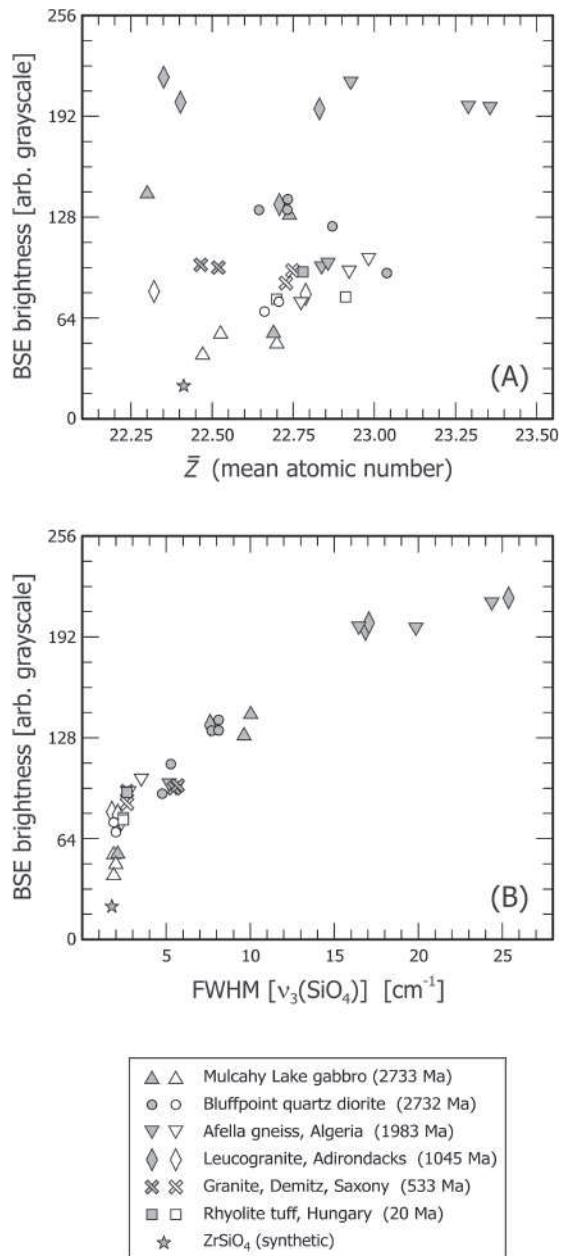 256
192
128
64
0
BSE brightness [arb. grayscale]
(A)
22.25 22.50 22.75 23.00 23.25 23.50
Z̅ (mean atomic number)
256
192
128
64
0
BSE brightness [arb. grayscale]
(B)
5 10 15 20 25
FWHM [ν₃(SiO₄)] [cm⁻¹]
Mulcahy Lake gabbro (2733 Ma)
Bluffpoint quartz diorite (2732 Ma)
Afella gneiss, Algeria (1983 Ma)
Leucogranite, Adirondacks (1045 Ma)
Granite, Demitz, Saxony (533 Ma)
Rhyolite tuff, Hungary (20 Ma)
ZrSiO₄ (synthetic)